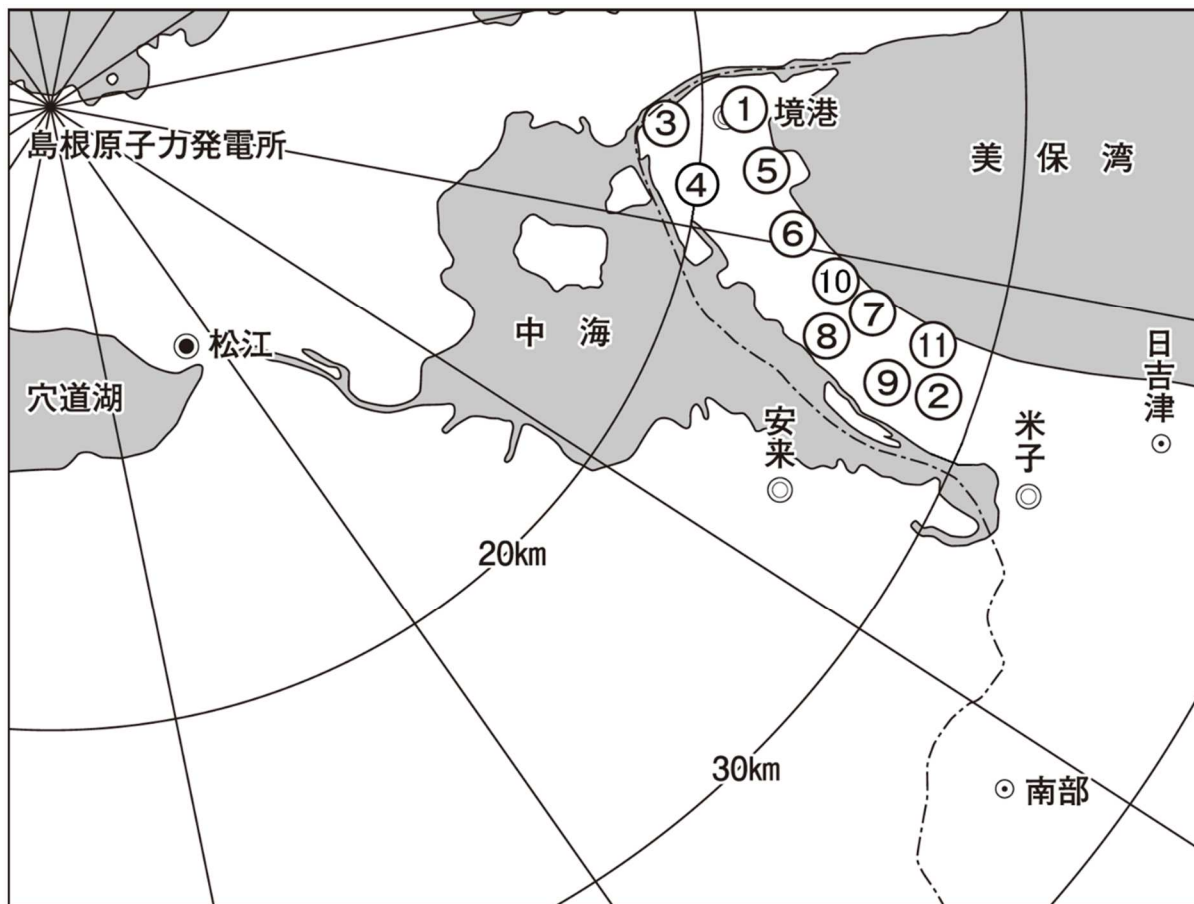 島根原子力発電所
③
①
境港
④
⑤
美保湾
⑥
⑩
⑦
⑧
⑪
⑨
②
中海
松江
穴道湖
安来
米子
日吉津
20km
30km
南部